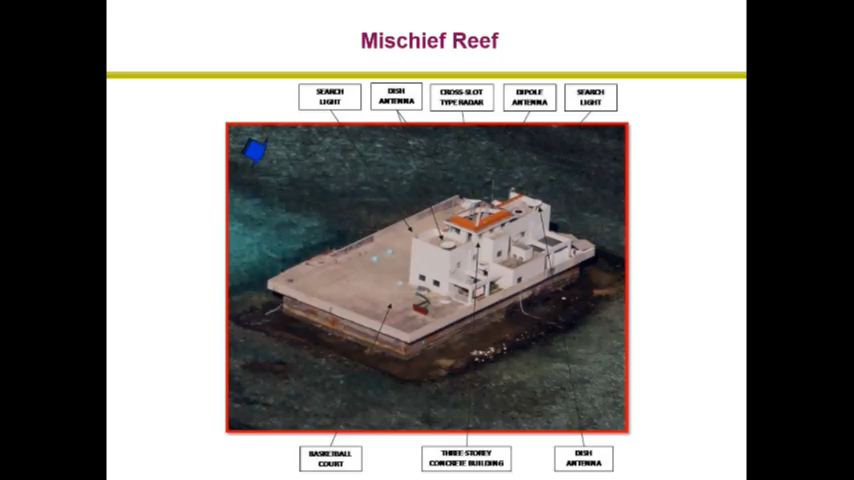 Mischief Reef
SEARCH
LIGHT
DISH
ANTENNA
CROSS-SLOT
TYPE RADAR
DIPOLE
ANTENNA
SEARCH
LIGHT
BASKETBALL
COURT
THREE-STOREY
CONCRETE BUILDING
DISH
ANTENNA